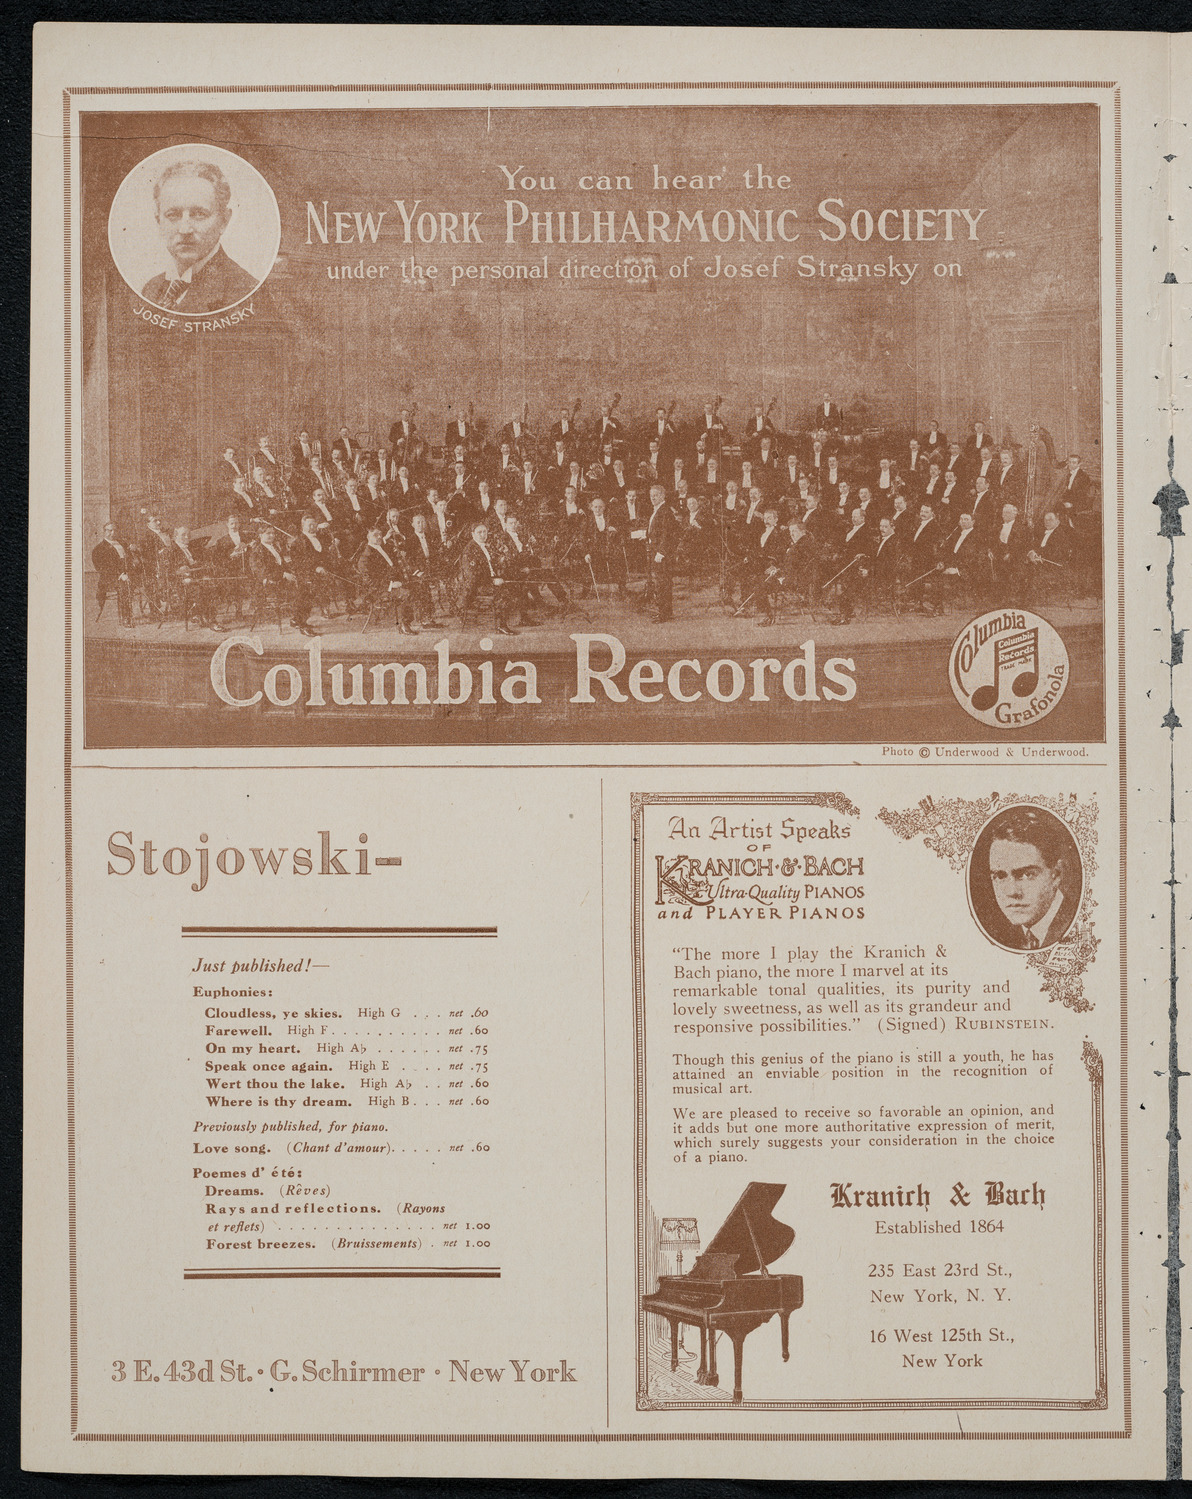 You can hear the
NEW YORK PHILHARMONIC SOCIETY
under the personal direction of Josef Stransky on
JOSEF STRANSKY
Columbia Records
Columbia
Columbia
Records
TRADE MARK
Grafonola
Photo © Underwood & Underwood.
Stojowski-
Just published!—
Euphonies:
Cloudless, ye skies. High G . . . net .60
Farewell. High F. . . . . . . . . . net .60
On my heart. High A♭ . . . . . . net .75
Speak once again. High E . . . . net .75
Wert thou the lake. High A♭ . . net .60
Where is thy dream. High B. . . net .60
Previously published, for piano.
Love song. (Chant d'amour). . . . . net .60
Poemes d' été:
Dreams. (Rêves)
Rays and reflections. (Rayons
et reflets) . . . . . . . . . . . . . . net 1.00
Forest breezes. (Bruissements) . net 1.00
3 E. 43d St. · G. Schirmer · New York
An Artist Speaks
OF
KRANICH·&·BACH
Ultra-Quality PIANOS
and PLAYER PIANOS
"The more I play the Kranich &
Bach piano, the more I marvel at its
remarkable tonal qualities, its purity and
lovely sweetness, as well as its grandeur and
responsive possibilities." (Signed) RUBINSTEIN.
Though this genius of the piano is still a youth, he has
attained an enviable position in the recognition of
musical art.
We are pleased to receive so favorable an opinion, and
it adds but one more authoritative expression of merit,
which surely suggests your consideration in the choice
of a piano.
Kranich & Bach
Established 1864
235 East 23rd St.,
New York, N. Y.
16 West 125th St.,
New York